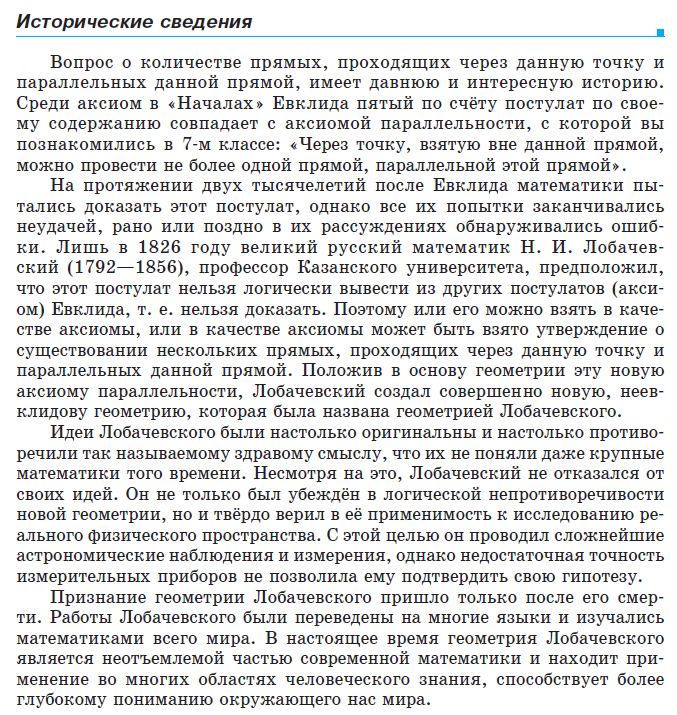 Исторические сведения
Вопрос о количестве прямых, проходящих через данную точку и
параллельных данной прямой, имеет давнюю и интересную историю.
Среди аксиом в «Началах» Евклида пятый по счёту постулат по свое-
му содержанию совпадает с аксиомой параллельности, с которой вы
познакомились в 7-м классе: «Через точку, взятую вне данной прямой,
можно провести не более одной прямой, параллельной этой прямой».
На протяжении двух тысячелетий после Евклида математики пы-
тались доказать этот постулат, однако все их попытки заканчивались
неудачей, рано или поздно в их рассуждениях обнаруживались ошиб-
ки. Лишь в 1826 году великий русский математик Н. И. Лобачев-
ский (1792—1856), профессор Казанского университета, предположил,
что этот постулат нельзя логически вывести из других постулатов (акси-
ом) Евклида, т. е. нельзя доказать. Поэтому или его можно взять в каче-
стве аксиомы, или в качестве аксиомы может быть взято утверждение о
существовании нескольких прямых, проходящих через данную точку и
параллельных данной прямой. Положив в основу геометрии эту новую
аксиому параллельности, Лобачевский создал совершенно новую, неев-
клидову геометрию, которая была названа геометрией Лобачевского.
Идеи Лобачевского были настолько оригинальны и настолько противо-
речили так называемому здравому смыслу, что их не поняли даже крупные
математики того времени. Несмотря на это, Лобачевский не отказался от
своих идей. Он не только был убеждён в логической непротиворечивости
новой геометрии, но и твёрдо верил в её применимость к исследованию ре-
ального физического пространства. С этой целью он проводил сложнейшие
астрономические наблюдения и измерения, однако недостаточная точность
измерительных приборов не позволила ему подтвердить свою гипотезу.
Признание геометрии Лобачевского пришло только после его смер-
ти. Работы Лобачевского были переведены на многие языки и изучались
математиками всего мира. В настоящее время геометрия Лобачевского
является неотъемлемой частью современной математики и находит при-
менение во многих областях человеческого знания, способствует более
глубокому пониманию окружающего нас мира.